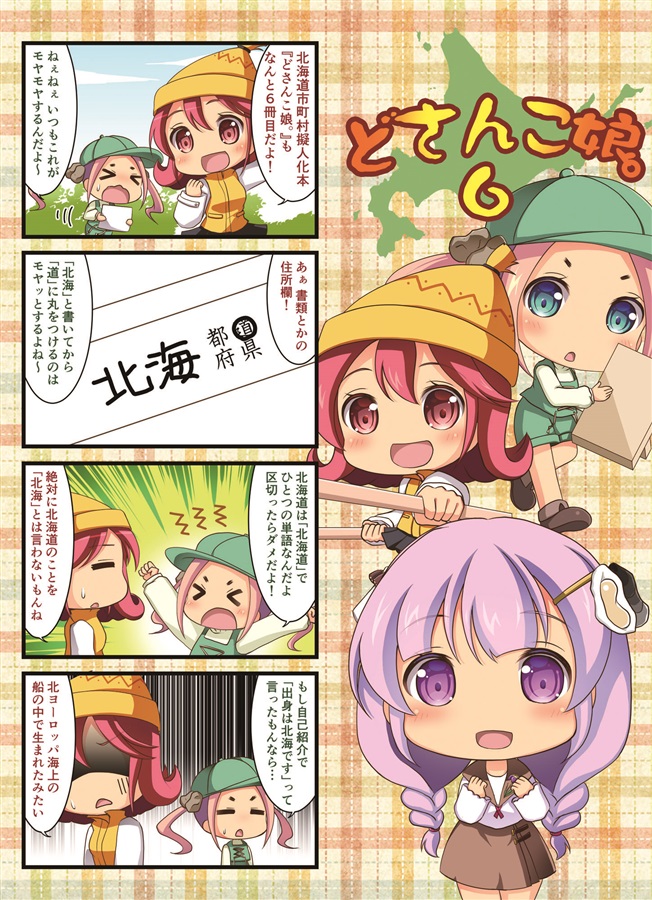 どさんこ娘。
6
北海道市町村擬人化本
『どさんこ娘。』も
なんと6冊目だよ！
ねぇねぇ いつもこれが
モヤモヤするんだよ～
あぁ 書類とかの
住所欄！
北海
都道
府県
「北海」と書いてから
「道」に丸をつけるのは
モヤッとするよね～
北海道は「北海道」で
ひとつの単語なんだよ
区切ったらダメだよ！
絶対に北海道のことを
「北海」とは言わないもんね
もし自己紹介で
「出身は北海です」って
言ったもんなら…
北ヨーロッパ海上の
船の中で生まれたみたい